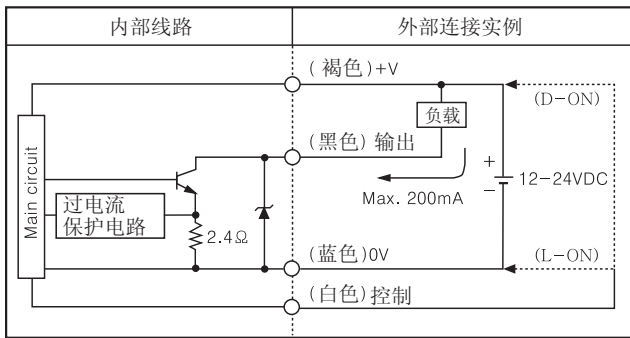 内部线路
外部连接实例
(褐色)+V
(D-ON)
负载
(黑色) 输出
Main circuit
+
12-24VDC
-
Max. 200mA
过电流
保护电路
2.4Ω
(蓝色)0V
(L-ON)
(白色)控制